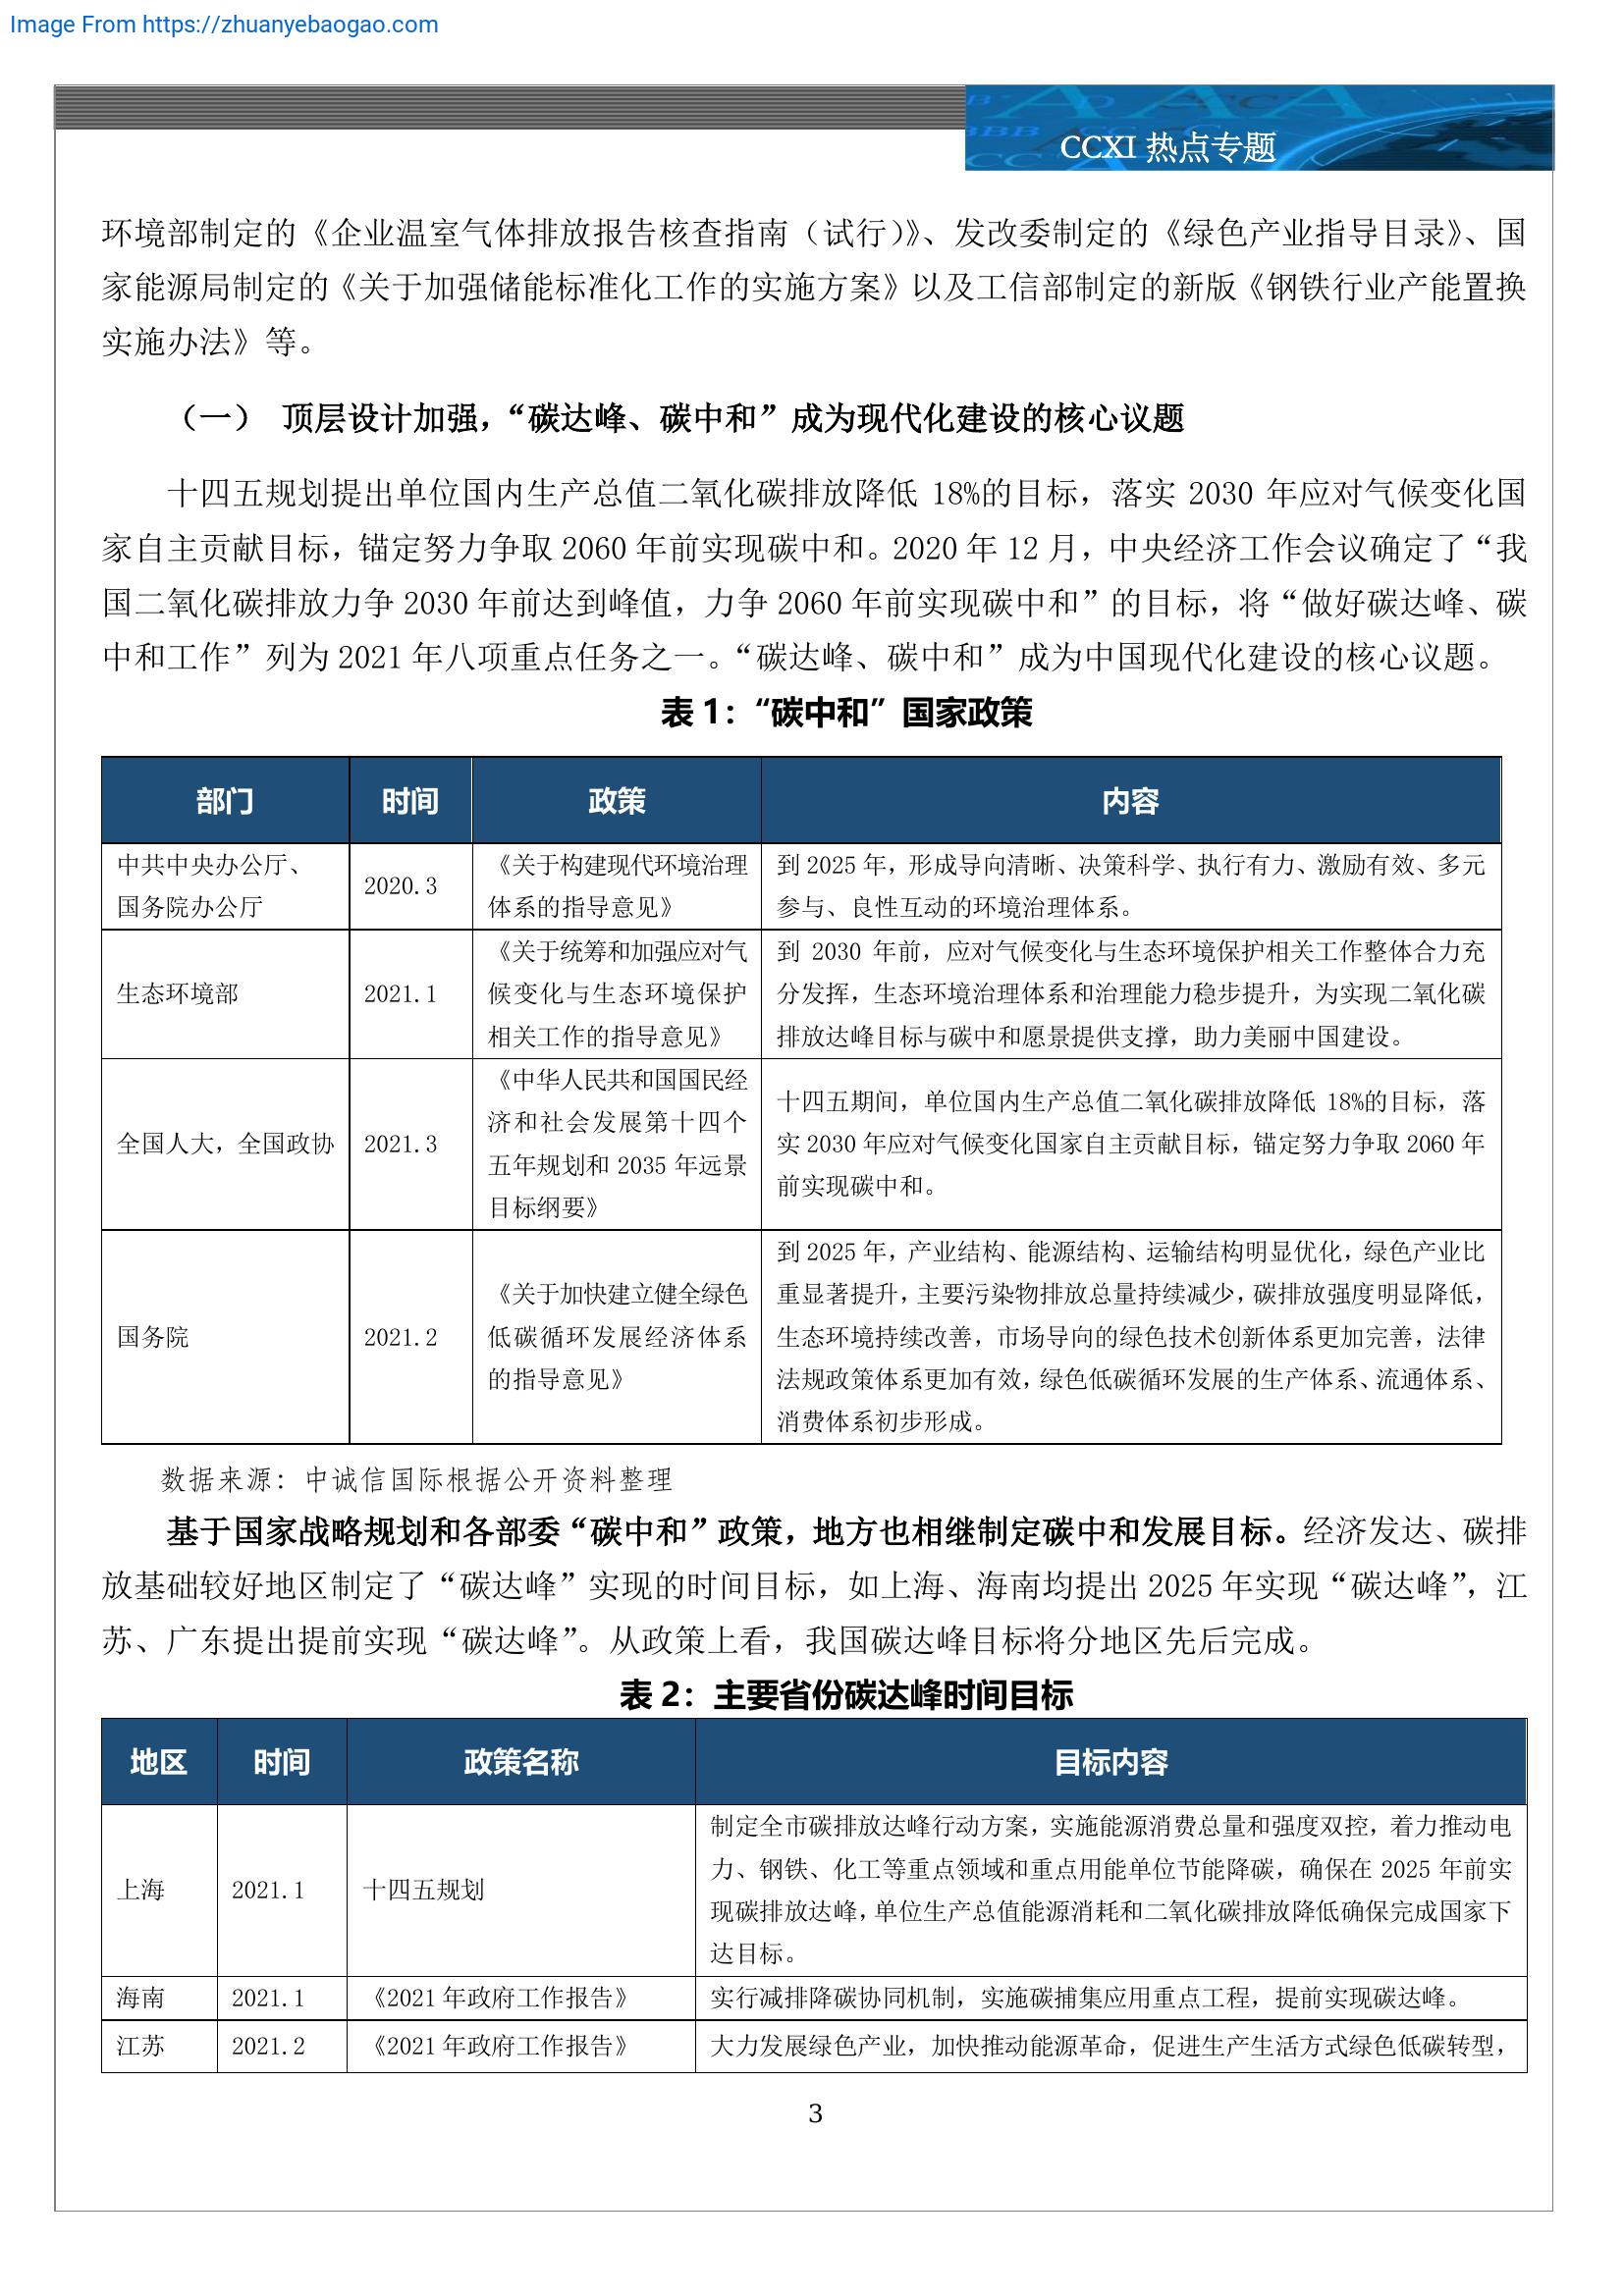 Image From https://zhuanyebaogao.com
CCXI 热点专题
环境部制定的《企业温室气体排放报告核查指南（试行）》、发改委制定的《绿色产业指导目录》、国
家能源局制定的《关于加强储能标准化工作的实施方案》以及工信部制定的新版《钢铁行业产能置换
实施办法》等。
（一） 顶层设计加强，“碳达峰、碳中和”成为现代化建设的核心议题
十四五规划提出单位国内生产总值二氧化碳排放降低 18%的目标，落实 2030 年应对气候变化国
家自主贡献目标，锚定努力争取 2060 年前实现碳中和。2020 年 12 月，中央经济工作会议确定了“我
国二氧化碳排放力争 2030 年前达到峰值，力争 2060 年前实现碳中和”的目标，将“做好碳达峰、碳
中和工作”列为 2021 年八项重点任务之一。“碳达峰、碳中和”成为中国现代化建设的核心议题。
表 1：“碳中和”国家政策
部门 时间 政策 内容
中共中央办公厅、
国务院办公厅
2020.3
《关于构建现代环境治理
体系的指导意见》
到 2025 年，形成导向清晰、决策科学、执行有力、激励有效、多元
参与、良性互动的环境治理体系。
生态环境部
2021.1
《关于统筹和加强应对气
候变化与生态环境保护
相关工作的指导意见》
到 2030 年前，应对气候变化与生态环境保护相关工作整体合力充
分发挥，生态环境治理体系和治理能力稳步提升，为实现二氧化碳
排放达峰目标与碳中和愿景提供支撑，助力美丽中国建设。
全国人大，全国政协
2021.3
《中华人民共和国国民经
济和社会发展第十四个
五年规划和 2035 年远景
目标纲要》
十四五期间，单位国内生产总值二氧化碳排放降低 18%的目标，落
实 2030 年应对气候变化国家自主贡献目标，锚定努力争取 2060 年
前实现碳中和。
国务院
2021.2
《关于加快建立健全绿色
低碳循环发展经济体系
的指导意见》
到 2025 年，产业结构、能源结构、运输结构明显优化，绿色产业比
重显著提升，主要污染物排放总量持续减少，碳排放强度明显降低，
生态环境持续改善，市场导向的绿色技术创新体系更加完善，法律
法规政策体系更加有效，绿色低碳循环发展的生产体系、流通体系、
消费体系初步形成。
数据来源：中诚信国际根据公开资料整理
基于国家战略规划和各部委“碳中和”政策，地方也相继制定碳中和发展目标。经济发达、碳排
放基础较好地区制定了“碳达峰”实现的时间目标，如上海、海南均提出 2025 年实现“碳达峰”，江
苏、广东提出提前实现“碳达峰”。从政策上看，我国碳达峰目标将分地区先后完成。
表 2：主要省份碳达峰时间目标
地区 时间 政策名称 目标内容
上海
2021.1
十四五规划
制定全市碳排放达峰行动方案，实施能源消费总量和强度双控，着力推动电
力、钢铁、化工等重点领域和重点用能单位节能降碳，确保在 2025 年前实
现碳排放达峰，单位生产总值能源消耗和二氧化碳排放降低确保完成国家下
达目标。
海南 2021.1 《2021 年政府工作报告》 实行减排降碳协同机制，实施碳捕集应用重点工程，提前实现碳达峰。
江苏 2021.2 《2021 年政府工作报告》 大力发展绿色产业，加快推动能源革命，促进生产生活方式绿色低碳转型，
3